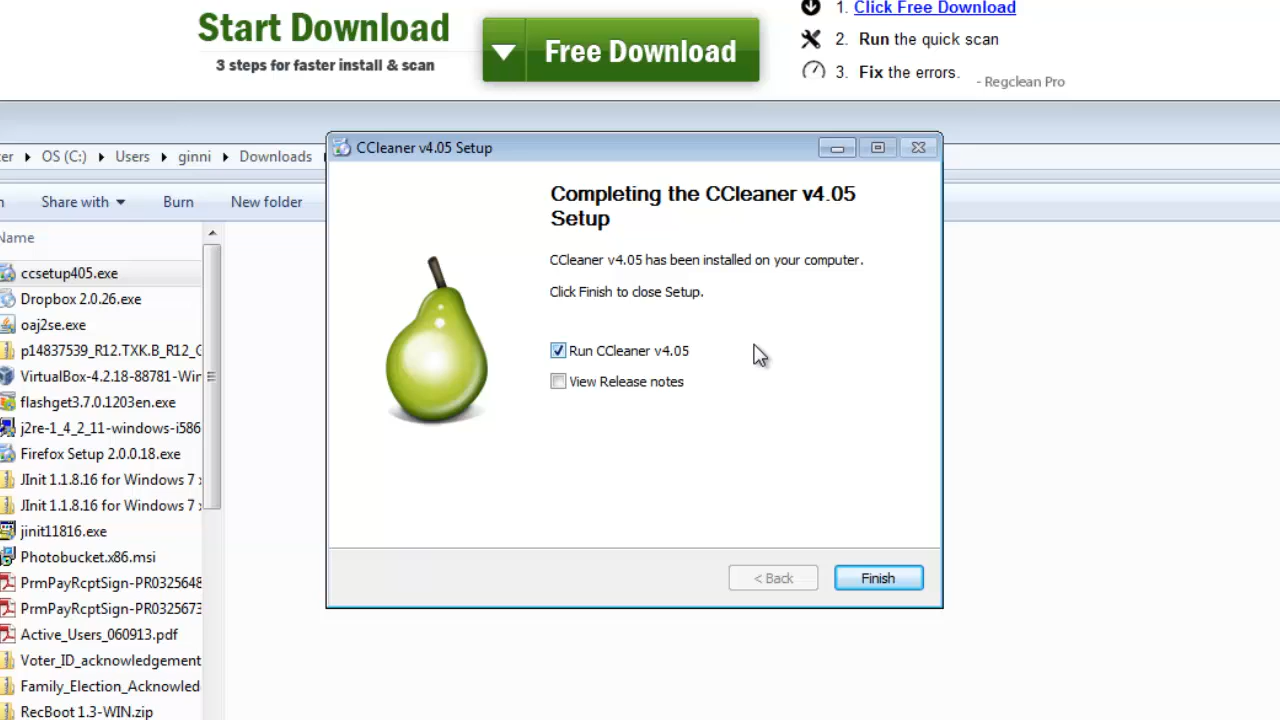 Start Download
3 steps for faster install & scan
Free Download
1. Click Free Download
2. Run the quick scan
3. Fix the errors.
- Regclean Pro
OS (C:) Users ginni Downloads
Share with Burn New folder
Name
ccsetup405.exe
Dropbox 2.0.26.exe
oaj2se.exe
p14837539_R12.TXK.B_R12_G
VirtualBox-4.2.18-88781-Wir
flashget3.7.0.1203en.exe
j2re-1_4_2_11-windows-i586
Firefox Setup 2.0.0.18.exe
JInit 1.1.8.16 for Windows 7
JInit 1.1.8.16 for Windows 7
jinit11816.exe
Photobucket.x86.msi
PrmPayRcptSign-PR0325648
PrmPayRcptSign-PR0325673
Active_Users_060913.pdf
Voter_ID_acknowledgement
Family_Election_Acknowled
RecBoot 1.3-WIN.zip
CCleaner v4.05 Setup
Completing the CCleaner v4.05
Setup
CCleaner v4.05 has been installed on your computer.
Click Finish to close Setup.
Run CCleaner v4.05
View Release notes
< Back Finish